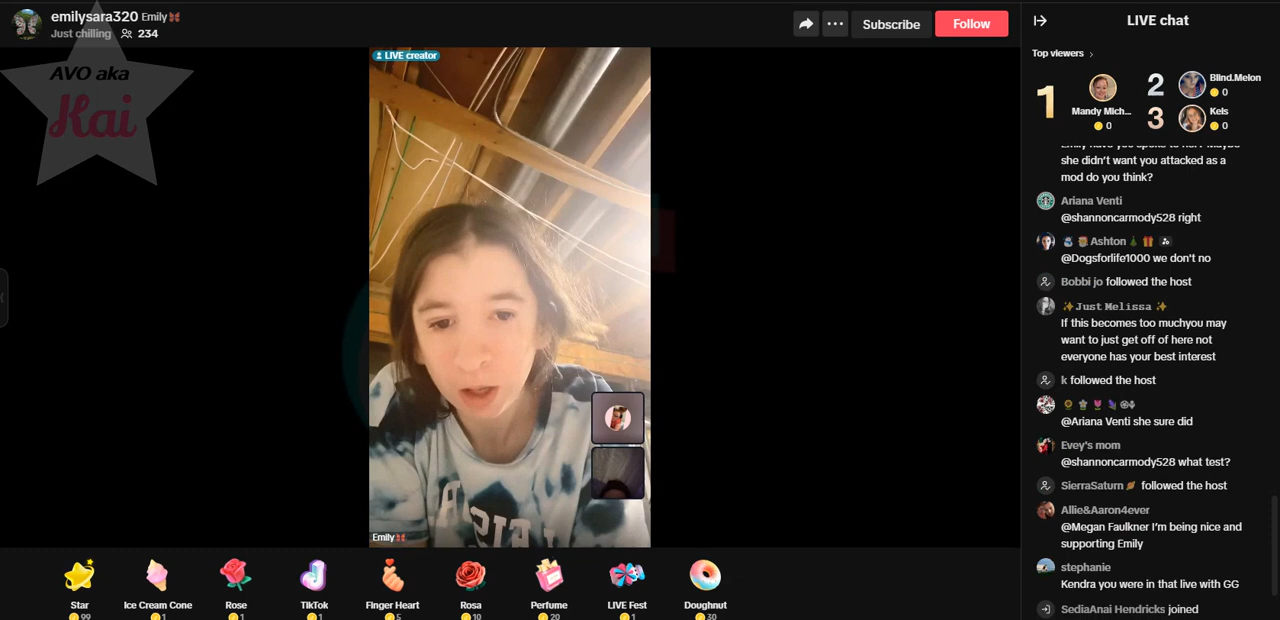 emilysara320 Emily
Just chilling 234
AVO aka
Kai
...
Subscribe
Follow
LIVE creator
Emily
Star
99
Ice Cream Cone
1
Rose
1
TikTok
1
Finger Heart
5
Rosa
10
Perfume
20
LIVE Fest
1
Doughnut
30
LIVE chat
Top viewers >
1
Mandy Mich...
0
2
Blind.Melon
0
3
Kels
0
she didn't want you attacked as a
mod do you think?
Ariana Venti
@shannoncarmody528 right
Ashton
@Dogsforlife1000 we don't no
Bobbi jo followed the host
✨Just Melissa ✨
If this becomes too muchyou may
want to just get off of here not
everyone has your best interest
k followed the host
@Ariana Venti she sure did
Evey's mom
@shannoncarmody528 what test?
SierraSaturn 🪐 followed the host
Allie&Aaron4ever
@Megan Faulkner I'm being nice and
supporting Emily
stephanie
Kendra you were in that live with GG
SediaAnai Hendricks joined